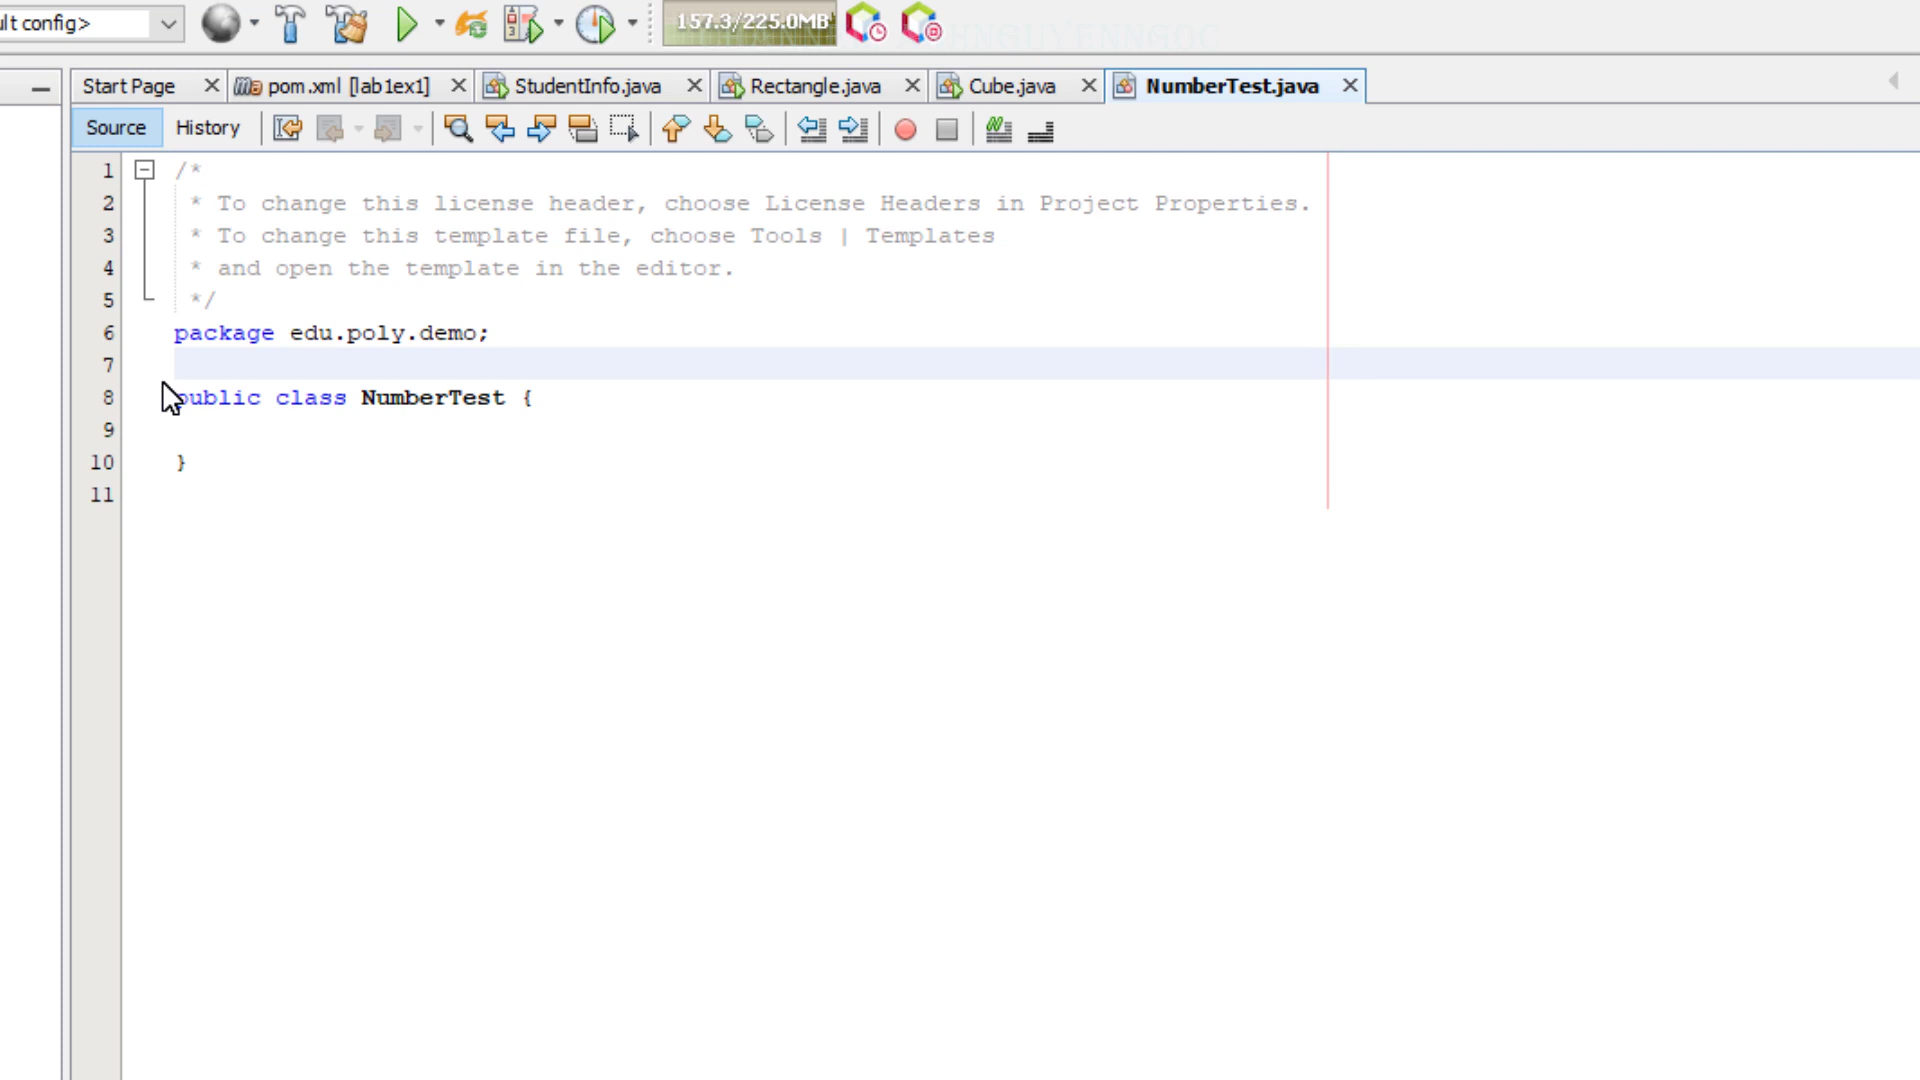 ult config>
157.3/225.0MB
Start Page
pom.xml [lab1ex1]
StudentInfo.java
Rectangle.java
Cube.java
NumberTest.java
Source
History
1 /*
2 * To change this license header, choose License Headers in Project Properties.
3 * To change this template file, choose Tools | Templates
4 * and open the template in the editor.
5 */
6 package edu.poly.demo;
7
8 public class NumberTest {
9
10 }
11